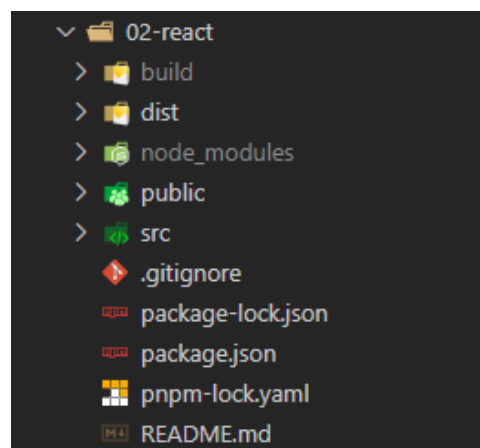 02-react
build
dist
node_modules
public
src
.gitignore
package-lock.json
package.json
pnpm-lock.yaml
README.md